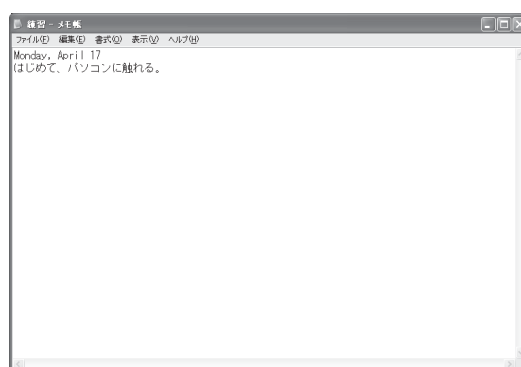 練習 - メモ帳
ファイル(F) 編集(E) 書式(O) 表示(V) ヘルプ(H)
Monday, April 17
はじめて、パソコンに触れる。